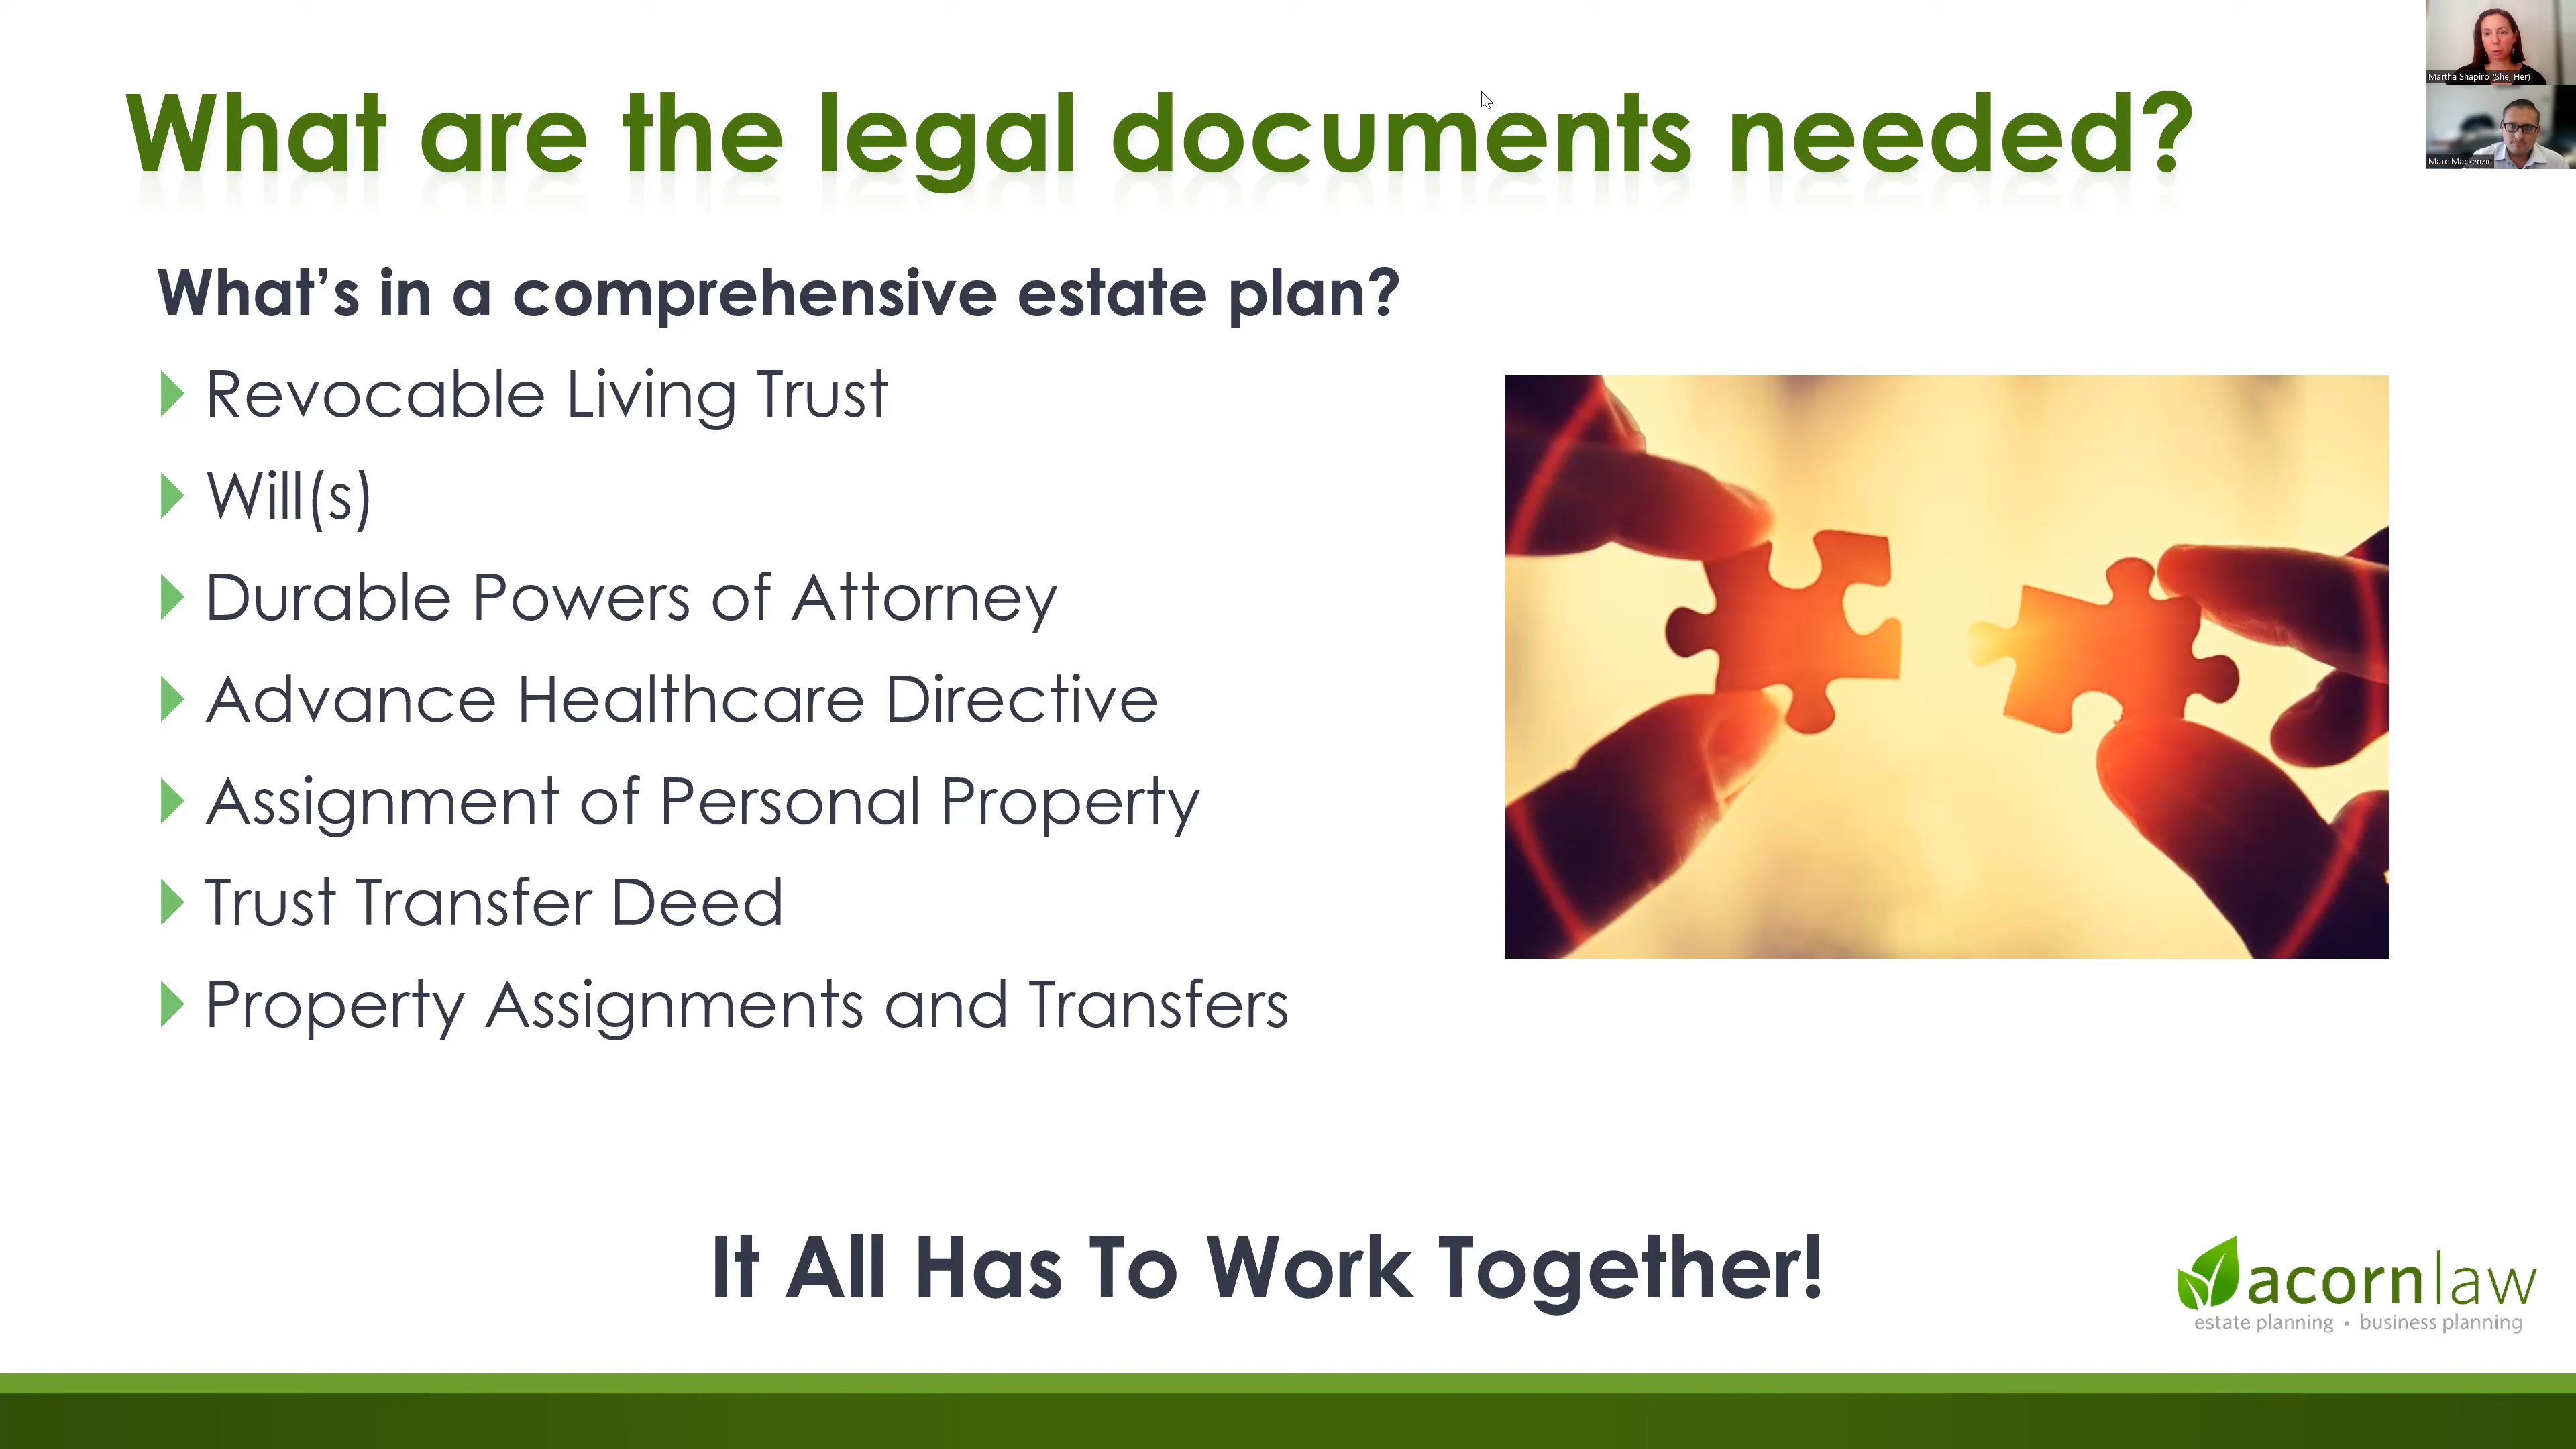 What are the legal documents needed?
Martha Shapiro (She, Her)
Marc Mackenzie
What’s in a comprehensive estate plan?
Revocable Living Trust
Will(s)
Durable Powers of Attorney
Advance Healthcare Directive
Assignment of Personal Property
Trust Transfer Deed
Property Assignments and Transfers
It All Has To Work Together!
acornlaw
estate planning • business planning